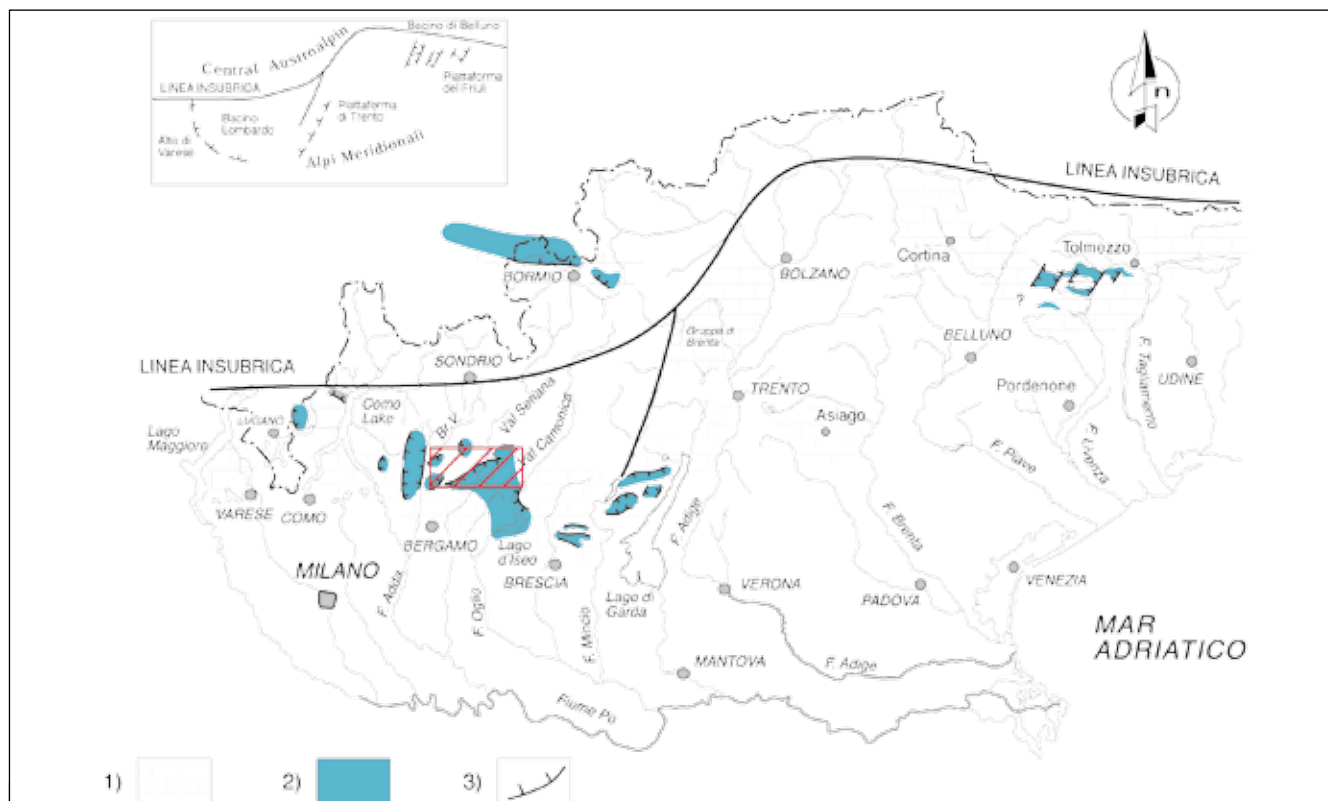 Bacino di Belluno
Central Austroalpin
LINEA INSUBRICA
Piattaforma
del Friuli
Bacino
Lombardo
Piattaforma
di Trento
Alto di
Varese
Alpi Meridionali
n
LINEA INSUBRICA
Tolmezzo
Cortina
BOLZANO
BORMIO
?
Gruppo di
Brenta
BELLUNO
F. Tagliamento
UDINE
SONDRIO
LINEA INSUBRICA
TRENTO
Pordenone
Como
Lake
Asiago
LUGANO
Lago
Maggiore
Br.V.
Val Seriana
Val Camonica
F. Piave
F. Livenza
VARESE
COMO
BERGAMO
Lago
d'Iseo
BRESCIA
F. Adige
F. Brenta
MILANO
F. Adda
F. Oglio
F. Mincio
Lago di
Garda
VERONA
PADOVA
VENEZIA
MAR
ADRIATICO
MANTOVA
F. Adige
Fiume Po
1)
2)
3)